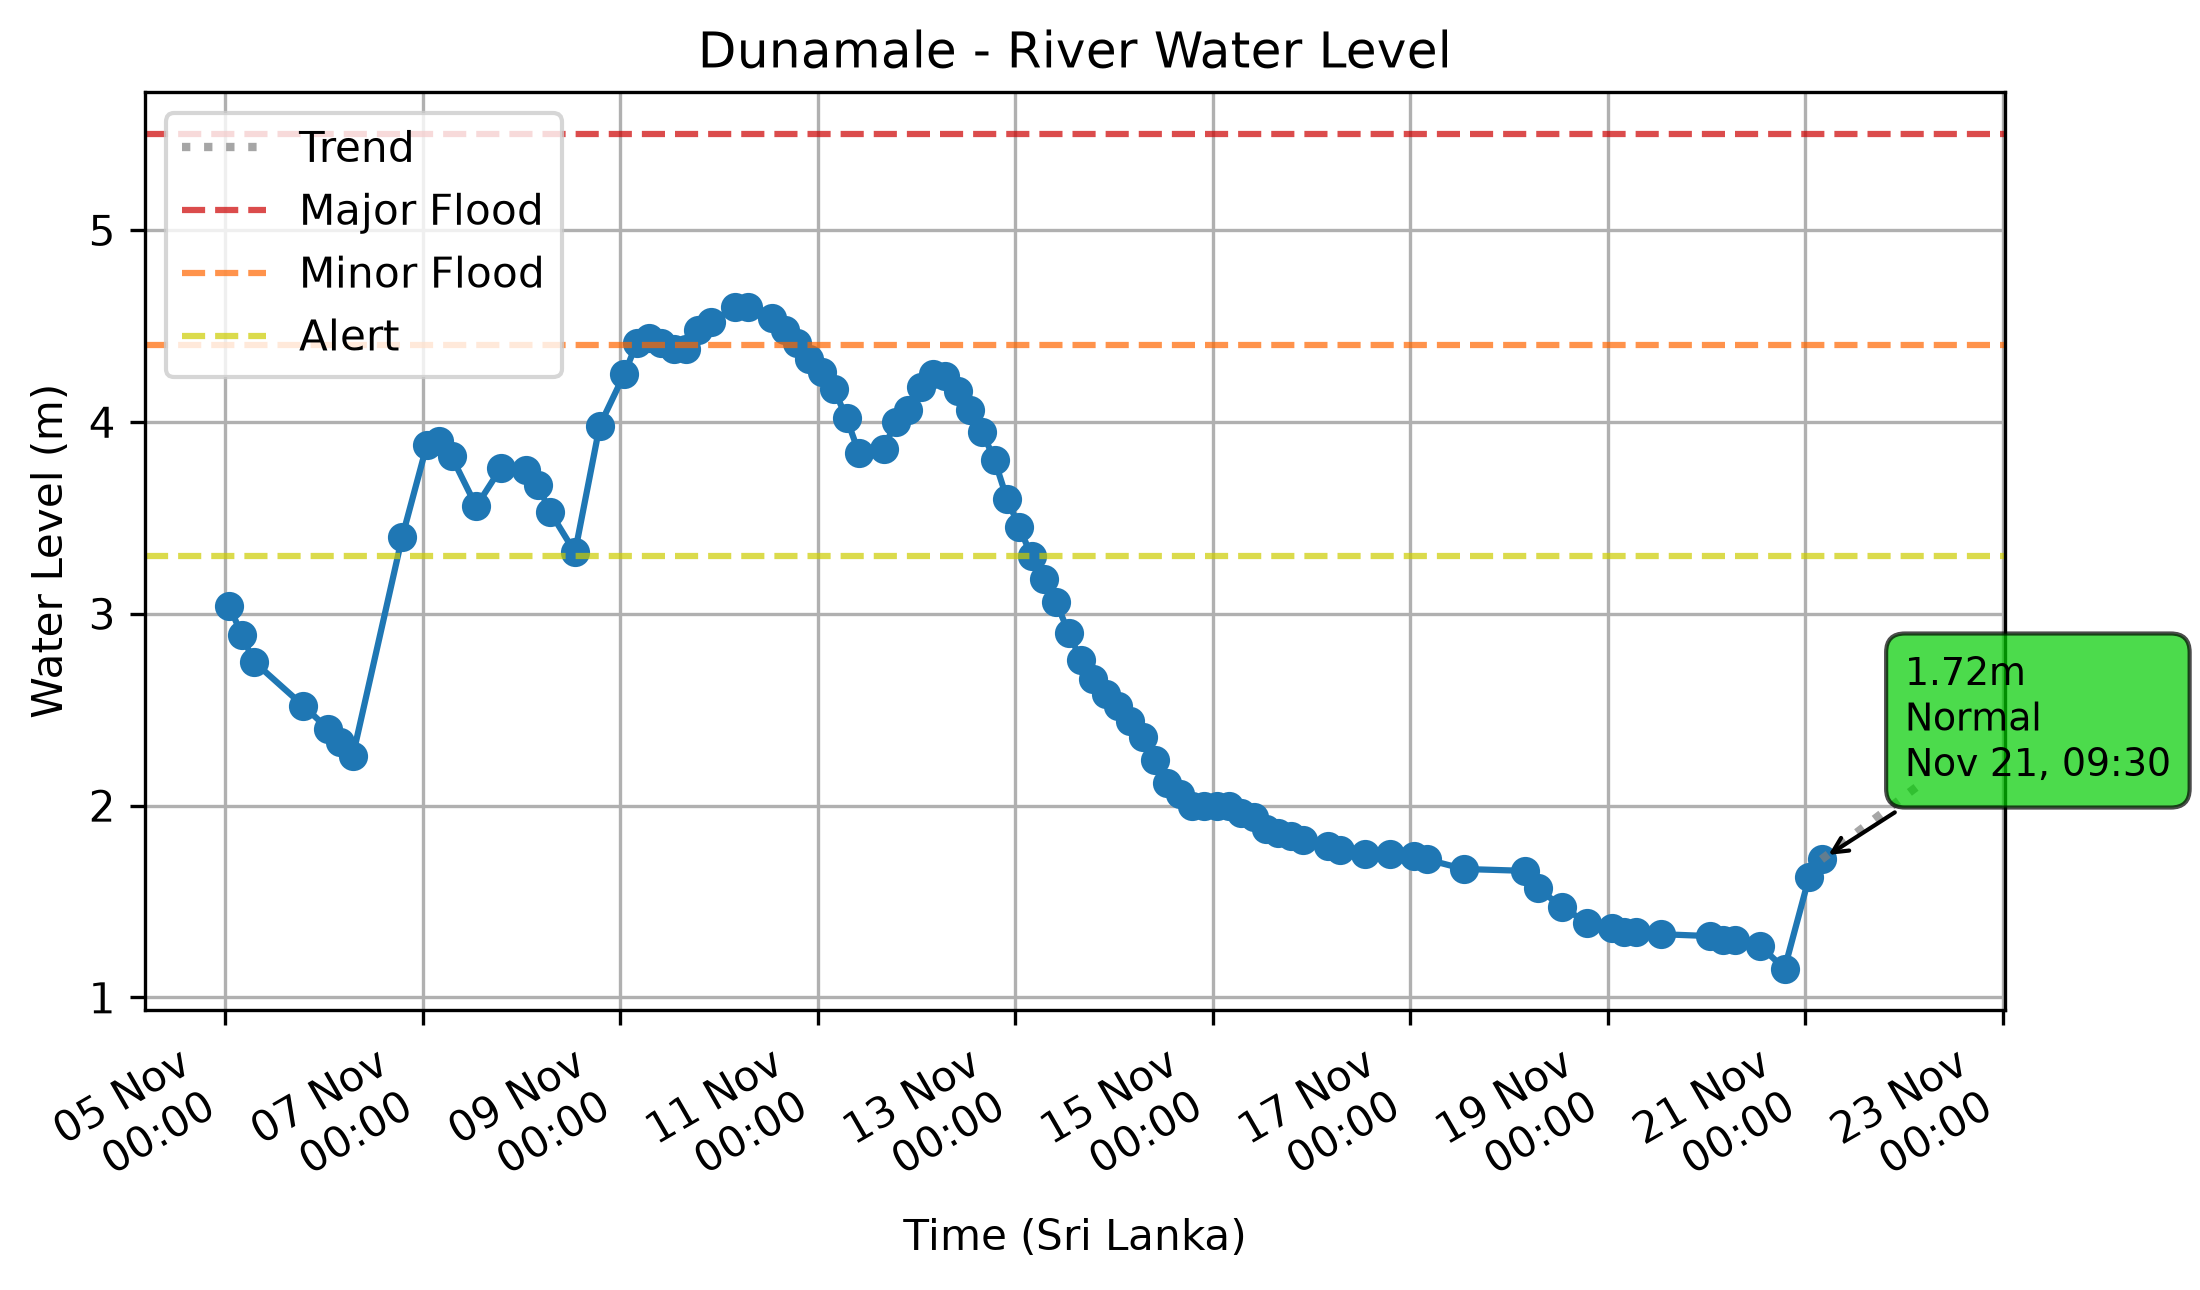 Dunamale - River Water Level
Trend
Major Flood
Minor Flood
Alert
Water Level (m)
5
4
3
2
1
1.72m
Normal
Nov 21, 09:30
05 Nov
00:00
07 Nov
00:00
09 Nov
00:00
11 Nov
00:00
13 Nov
00:00
15 Nov
00:00
17 Nov
00:00
19 Nov
00:00
21 Nov
00:00
23 Nov
00:00
Time (Sri Lanka)